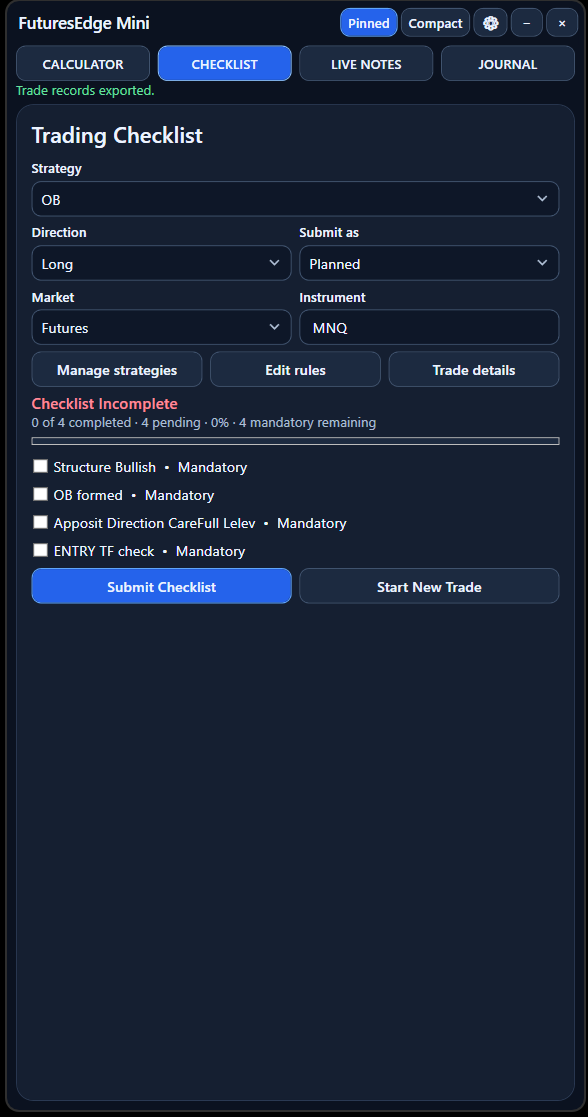 FuturesEdge Mini Pinned Compact – ×
CALCULATOR CHECKLIST LIVE NOTES JOURNAL
Trade records exported.
Trading Checklist
Strategy
OB
Direction Submit as
Long Planned
Market Instrument
Futures MNQ
Manage strategies Edit rules Trade details
Checklist Incomplete
0 of 4 completed · 4 pending · 0% · 4 mandatory remaining
Structure Bullish • Mandatory
OB formed • Mandatory
Apposit Direction CareFull Lelev • Mandatory
ENTRY TF check • Mandatory
Submit Checklist Start New Trade